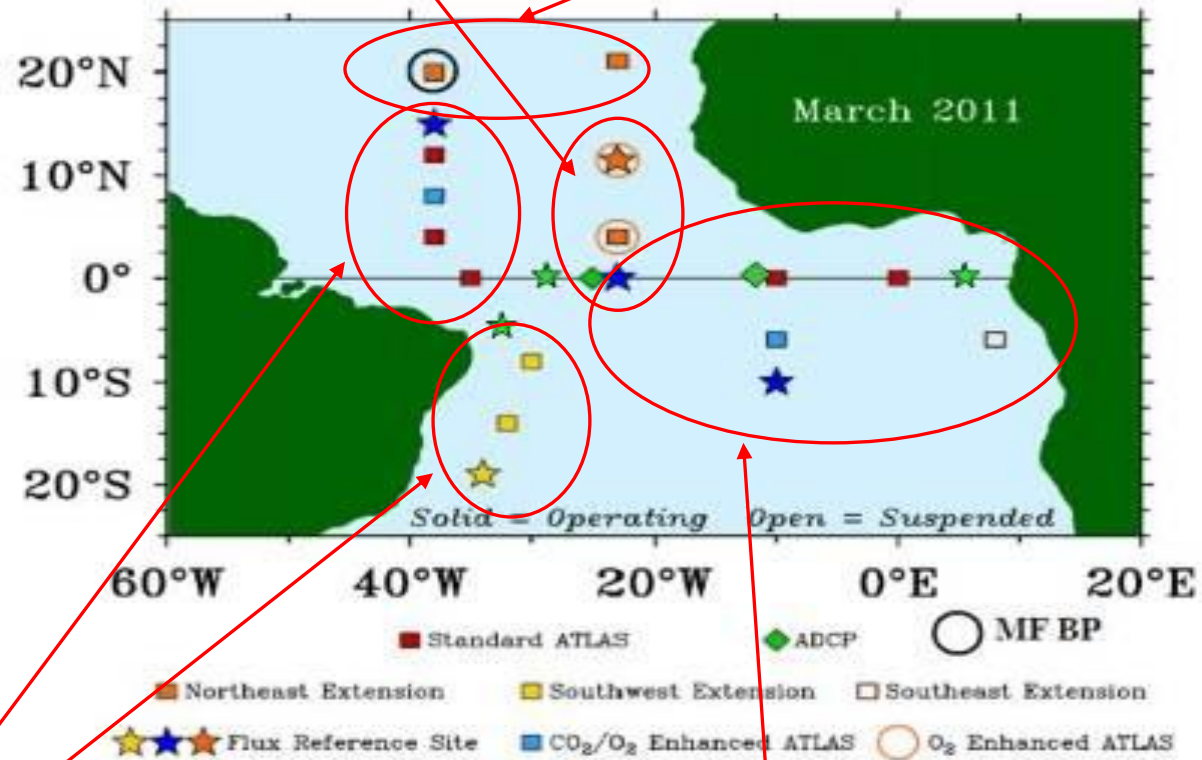 20°N
March 2011
10°N
0°
10°S
20°S
Solid = Operating Open = Suspended
60°W 40°W 20°W 0°E 20°E
Standard ATLAS ADCP MF BP
Northeast Extension Southwest Extension Southeast Extension
Flux Reference Site CO₂/O₂ Enhanced ATLAS O₂ Enhanced ATLAS